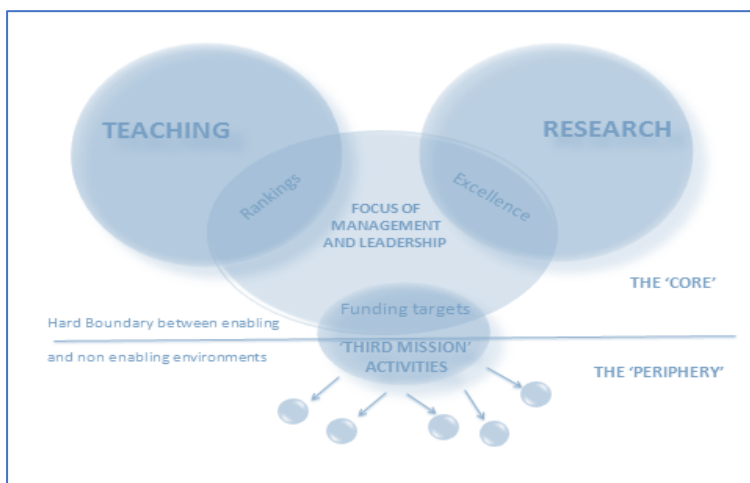 TEACHING
RESEARCH
Rankings
Excellence
FOCUS OF
MANAGEMENT
AND LEADERSHIP
THE ‘CORE’
Funding targets
Hard Boundary between enabling
and non enabling environments
‘THIRD MISSION’
ACTIVITIES
THE ‘PERIPHERY’